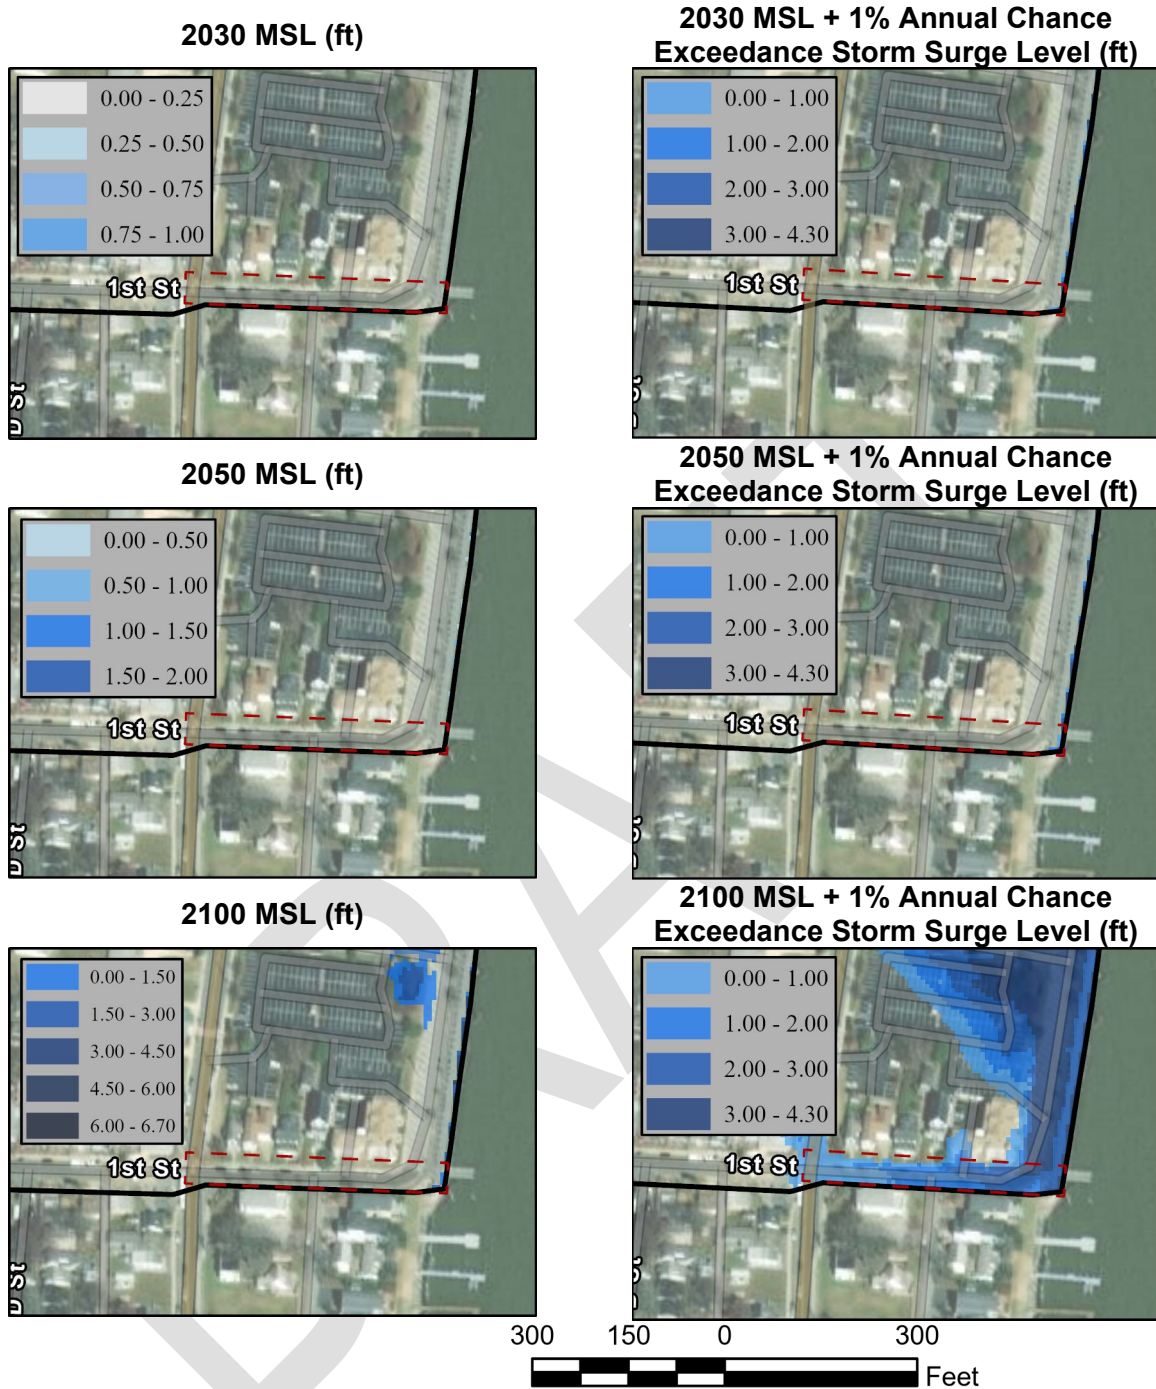 2030 MSL (ft)
2030 MSL + 1% Annual Chance
Exceedance Storm Surge Level (ft)
0.00 - 0.25
0.25 - 0.50
0.50 - 0.75
0.75 - 1.00
1st St
D St
0.00 - 1.00
1.00 - 2.00
2.00 - 3.00
3.00 - 4.30
1st St
2050 MSL (ft)
2050 MSL + 1% Annual Chance
Exceedance Storm Surge Level (ft)
0.00 - 0.50
0.50 - 1.00
1.00 - 1.50
1.50 - 2.00
1st St
D St
0.00 - 1.00
1.00 - 2.00
2.00 - 3.00
3.00 - 4.30
1st St
2100 MSL (ft)
2100 MSL + 1% Annual Chance
Exceedance Storm Surge Level (ft)
0.00 - 1.50
1.50 - 3.00
3.00 - 4.50
4.50 - 6.00
6.00 - 6.70
1st St
D St
0.00 - 1.00
1.00 - 2.00
2.00 - 3.00
3.00 - 4.30
1st St
300 150 0 300
Feet
DRAFT